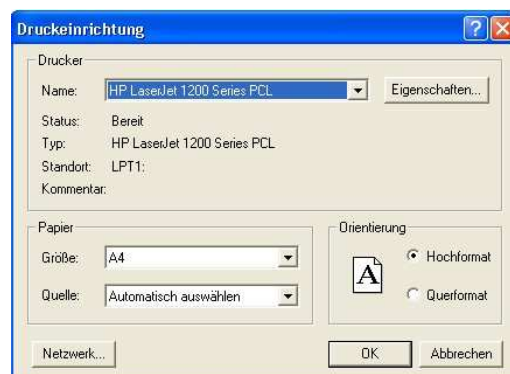 Druckeinrichtung
Drucker
Name: HP LaserJet 1200 Series PCL Eigenschaften...
Status: Bereit
Typ: HP LaserJet 1200 Series PCL
Standort: LPT1:
Kommentar:
Papier
Größe: A4
Quelle: Automatisch auswählen
Orientierung
A
Hochformat
Querformat
Netzwerk... OK Abbrechen